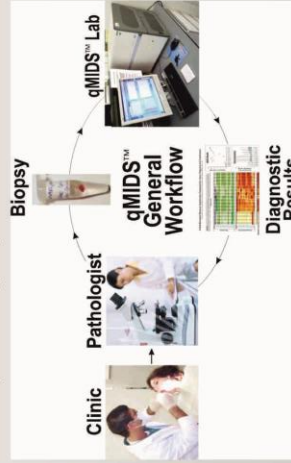 Clinic
Pathologist
Biopsy
qMIDS™ Lab
qMIDS™
General
Workflow
Diagnostic
Results